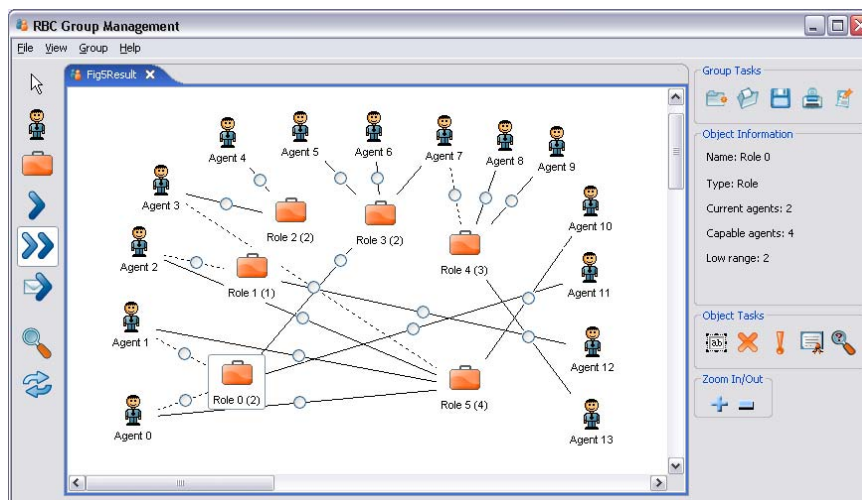 RBC Group Management
File View Group Help
Fig5Result
Group Tasks
Object Information
Name: Role 0
Type: Role
Current agents: 2
Capable agents: 4
Low range: 2
Object Tasks
ab
Zoom In/Out
Agent 4
Agent 5
Agent 6
Agent 7
Agent 8
Agent 9
Agent 3
Role 2 (2)
Role 3 (2)
Agent 10
Agent 2
Role 4 (3)
Role 1 (1)
Agent 11
Agent 1
Agent 12
Role 0 (2)
Role 5 (4)
Agent 0
Agent 13